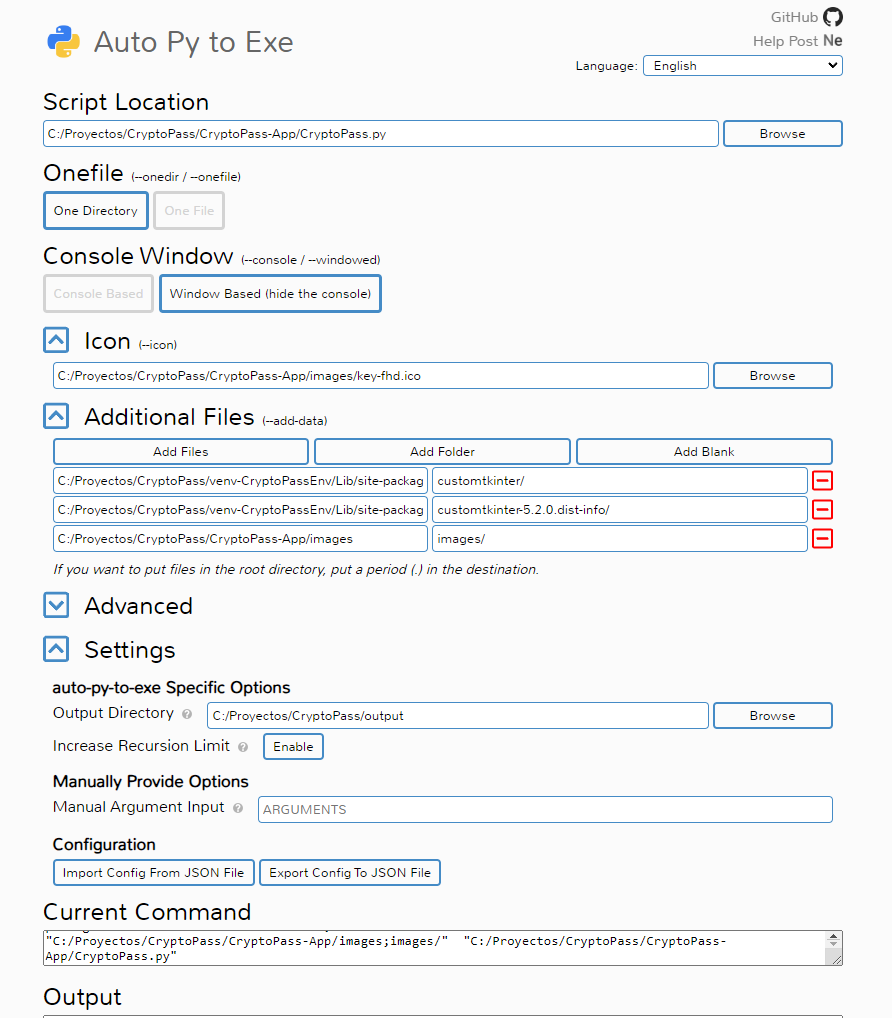 GitHub
Auto Py to Exe
Help Post Ne
Language: English
Script Location
C:/Proyectos/CryptoPass/CryptoPass-App/CryptoPass.py Browse
Onefile (--onedir / --onefile)
One Directory One File
Console Window (--console / --windowed)
Console Based Window Based (hide the console)
Icon (--icon)
C:/Proyectos/CryptoPass/CryptoPass-App/images/key-fhd.ico Browse
Additional Files (--add-data)
Add Files Add Folder Add Blank
C:/Proyectos/CryptoPass/venv-CryptoPassEnv/Lib/site-packag customtkinter/
C:/Proyectos/CryptoPass/venv-CryptoPassEnv/Lib/site-packag customtkinter-5.2.0.dist-info/
C:/Proyectos/CryptoPass/CryptoPass-App/images images/
If you want to put files in the root directory, put a period (.) in the destination.
Advanced
Settings
auto-py-to-exe Specific Options
Output Directory ? C:/Proyectos/CryptoPass/output Browse
Increase Recursion Limit ? Enable
Manually Provide Options
Manual Argument Input ? ARGUMENTS
Configuration
Import Config From JSON File Export Config To JSON File
Current Command
"C:/Proyectos/CryptoPass/CryptoPass-App/images;images/" "C:/Proyectos/CryptoPass/CryptoPass-
App/CryptoPass.py"
Output